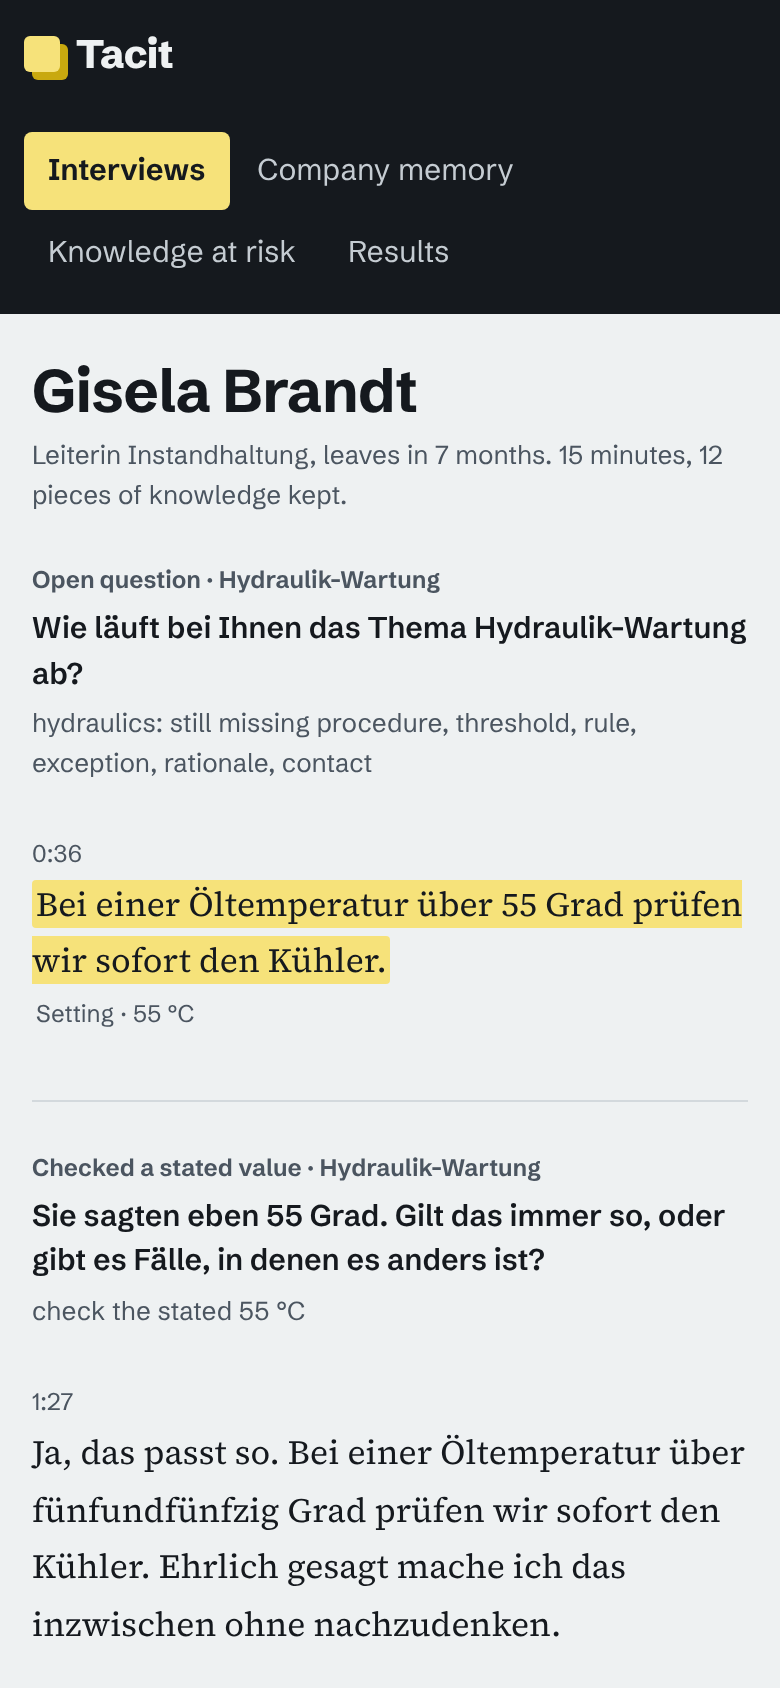 Tacit
Interviews
Company memory
Knowledge at risk
Results
Gisela Brandt
Leiterin Instandhaltung, leaves in 7 months. 15 minutes, 12
pieces of knowledge kept.
Open question · Hydraulik-Wartung
Wie läuft bei Ihnen das Thema Hydraulik-Wartung
ab?
hydraulics: still missing procedure, threshold, rule,
exception, rationale, contact
0:36
Bei einer Öltemperatur über 55 Grad prüfen
wir sofort den Kühler.
Setting · 55 °C
Checked a stated value · Hydraulik-Wartung
Sie sagten eben 55 Grad. Gilt das immer so, oder
gibt es Fälle, in denen es anders ist?
check the stated 55 °C
1:27
Ja, das passt so. Bei einer Öltemperatur über
fünfundfünfzig Grad prüfen wir sofort den
Kühler. Ehrlich gesagt mache ich das
inzwischen ohne nachzudenken.